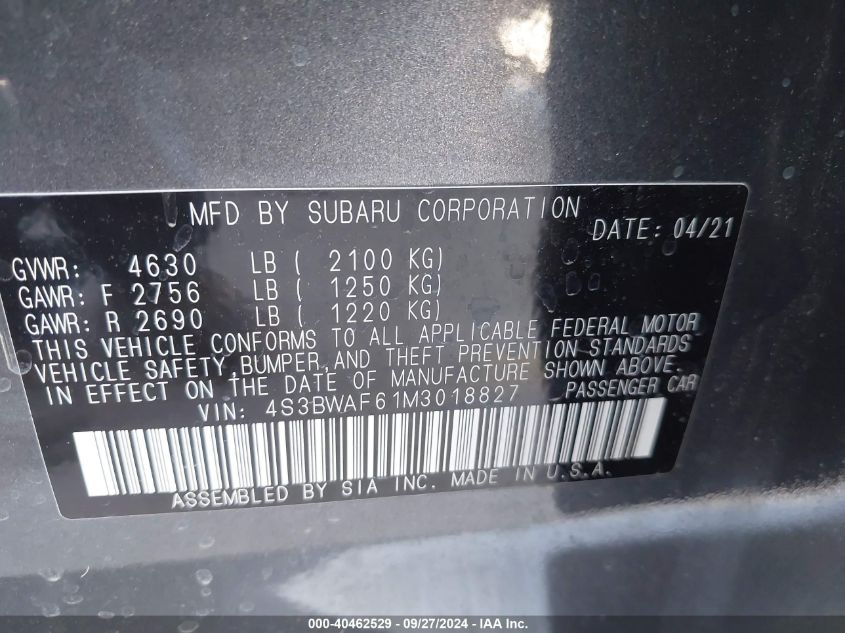 MFD BY SUBARU CORPORATION
DATE: 04/21
GVWR: 4630 LB ( 2100 KG)
GAWR: F 2756 LB ( 1250 KG)
GAWR: R 2690 LB ( 1220 KG)
THIS VEHICLE CONFORMS TO ALL APPLICABLE FEDERAL MOTOR
VEHICLE SAFETY, BUMPER, AND THEFT PREVENTION STANDARDS
IN EFFECT ON THE DATE OF MANUFACTURE SHOWN ABOVE.
VIN: 4S3BWAF61M3018827 PASSENGER CAR
ASSEMBLED BY SIA INC. MADE IN U.S.A.
000-40462529 - 09/27/2024 - IAA Inc.